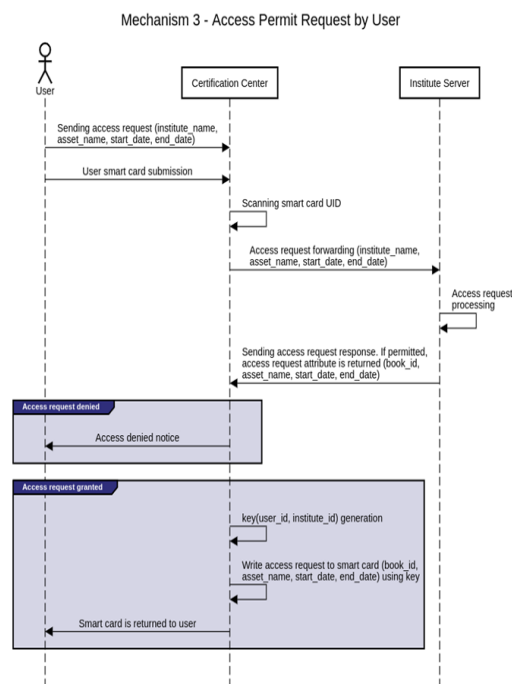 Mechanism 3 - Access Permit Request by User
User
Certification Center
Institute Server
Sending access request (institute_name,
asset_name, start_date, end_date)
User smart card submission
Scanning smart card UID
Access request forwarding (institute_name,
asset_name, start_date, end_date)
Access request
processing
Sending access request response. If permitted,
access request attribute is returned (book_id,
asset_name, start_date, end_date)
Access request denied
Access denied notice
Access request granted
key(user_id, institute_id) generation
Write access request to smart card (book_id,
asset_name, start_date, end_date) using key
Smart card is returned to user